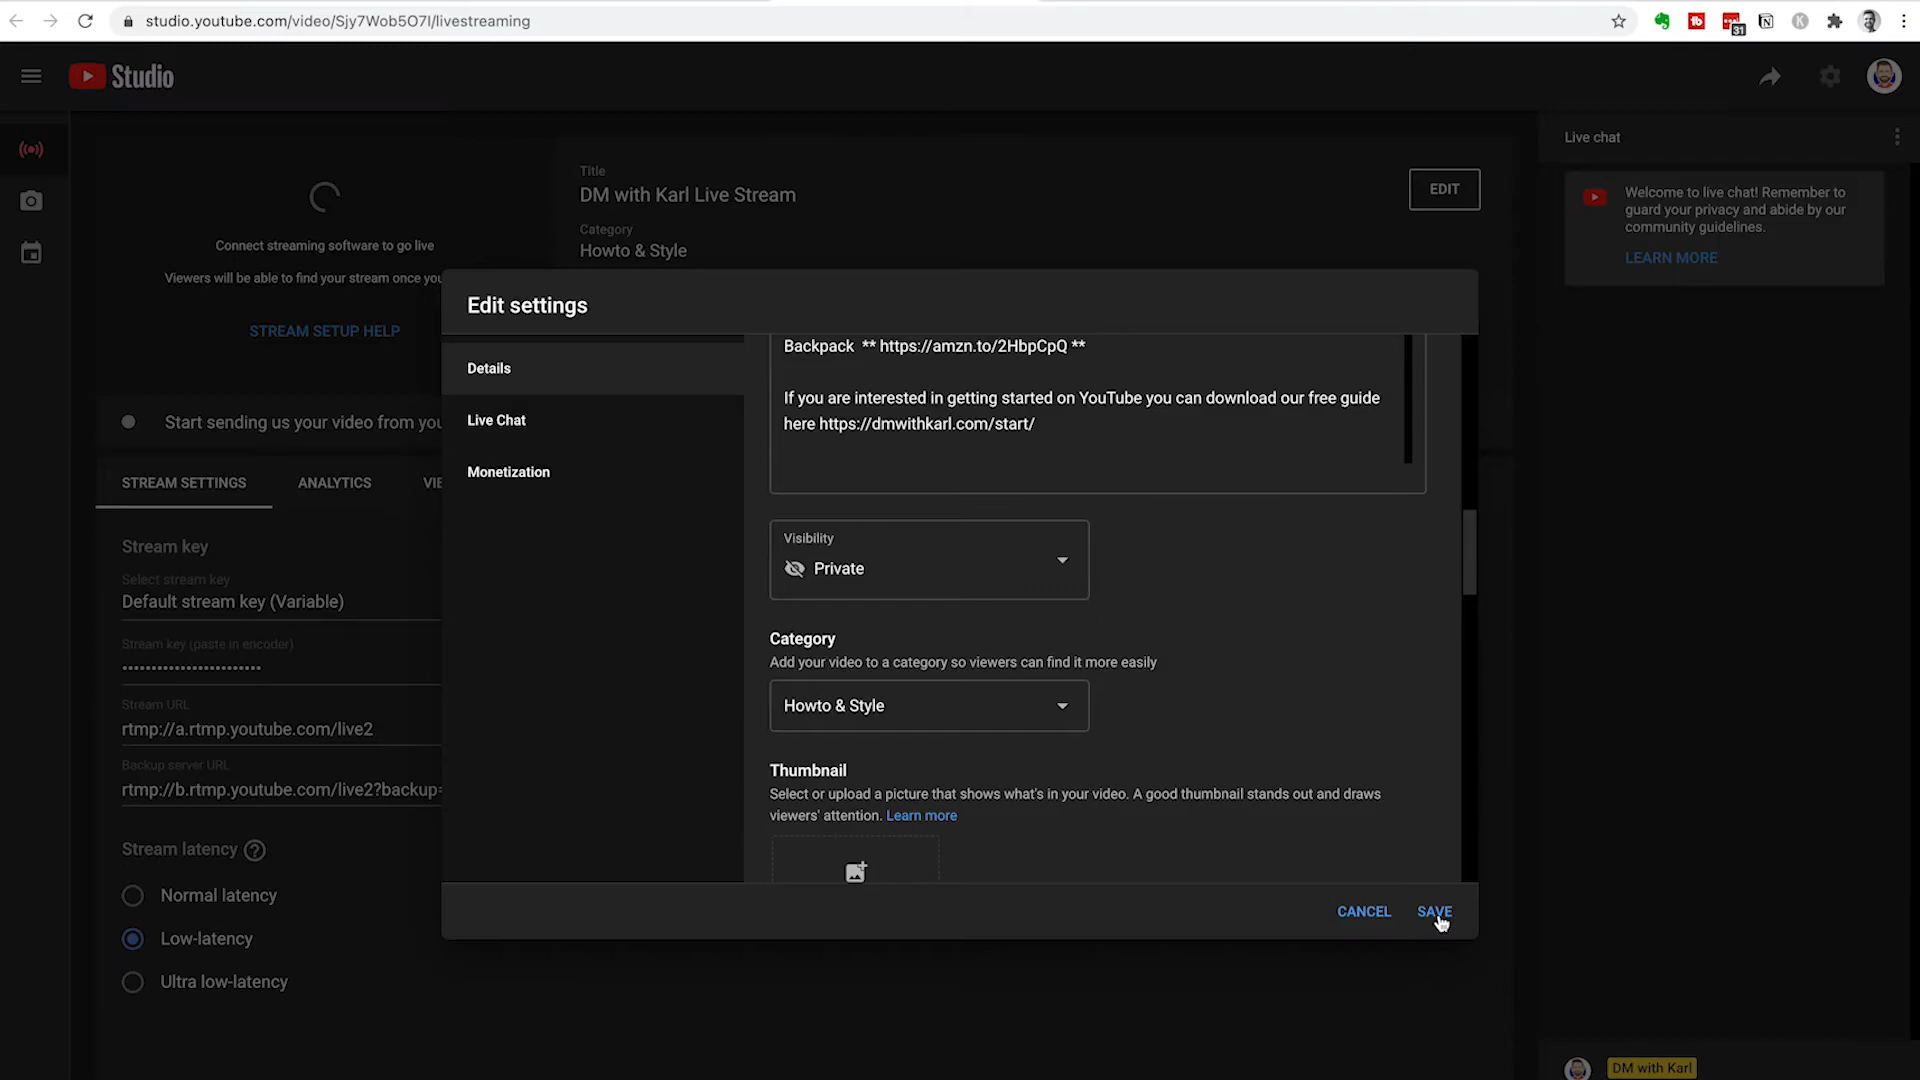 studio.youtube.com/video/Sjy7Wob5O7I/livestreaming
31
Studio
Title
DM with Karl Live Stream
EDIT
Category
Howto & Style
Connect streaming software to go live
Viewers will be able to find your stream once you
STREAM SETUP HELP
Start sending us your video from you
STREAM SETTINGS
ANALYTICS
VIE
Stream key
Select stream key
Default stream key (Variable)
Stream key (paste in encoder)
••••••••••••••••••••••••
Stream URL
rtmp://a.rtmp.youtube.com/live2
Backup server URL
rtmp://b.rtmp.youtube.com/live2?backup=
Stream latency
Normal latency
Low-latency
Ultra low-latency
Edit settings
Details
Live Chat
Monetization
Backpack ** https://amzn.to/2HbpCpQ **
If you are interested in getting started on YouTube you can download our free guide
here https://dmwithkarl.com/start/
Visibility
Private
Category
Add your video to a category so viewers can find it more easily
Howto & Style
Thumbnail
Select or upload a picture that shows what's in your video. A good thumbnail stands out and draws
viewers' attention. Learn more
CANCEL
SAVE
Live chat
Welcome to live chat! Remember to
guard your privacy and abide by our
community guidelines.
LEARN MORE
DM with Karl